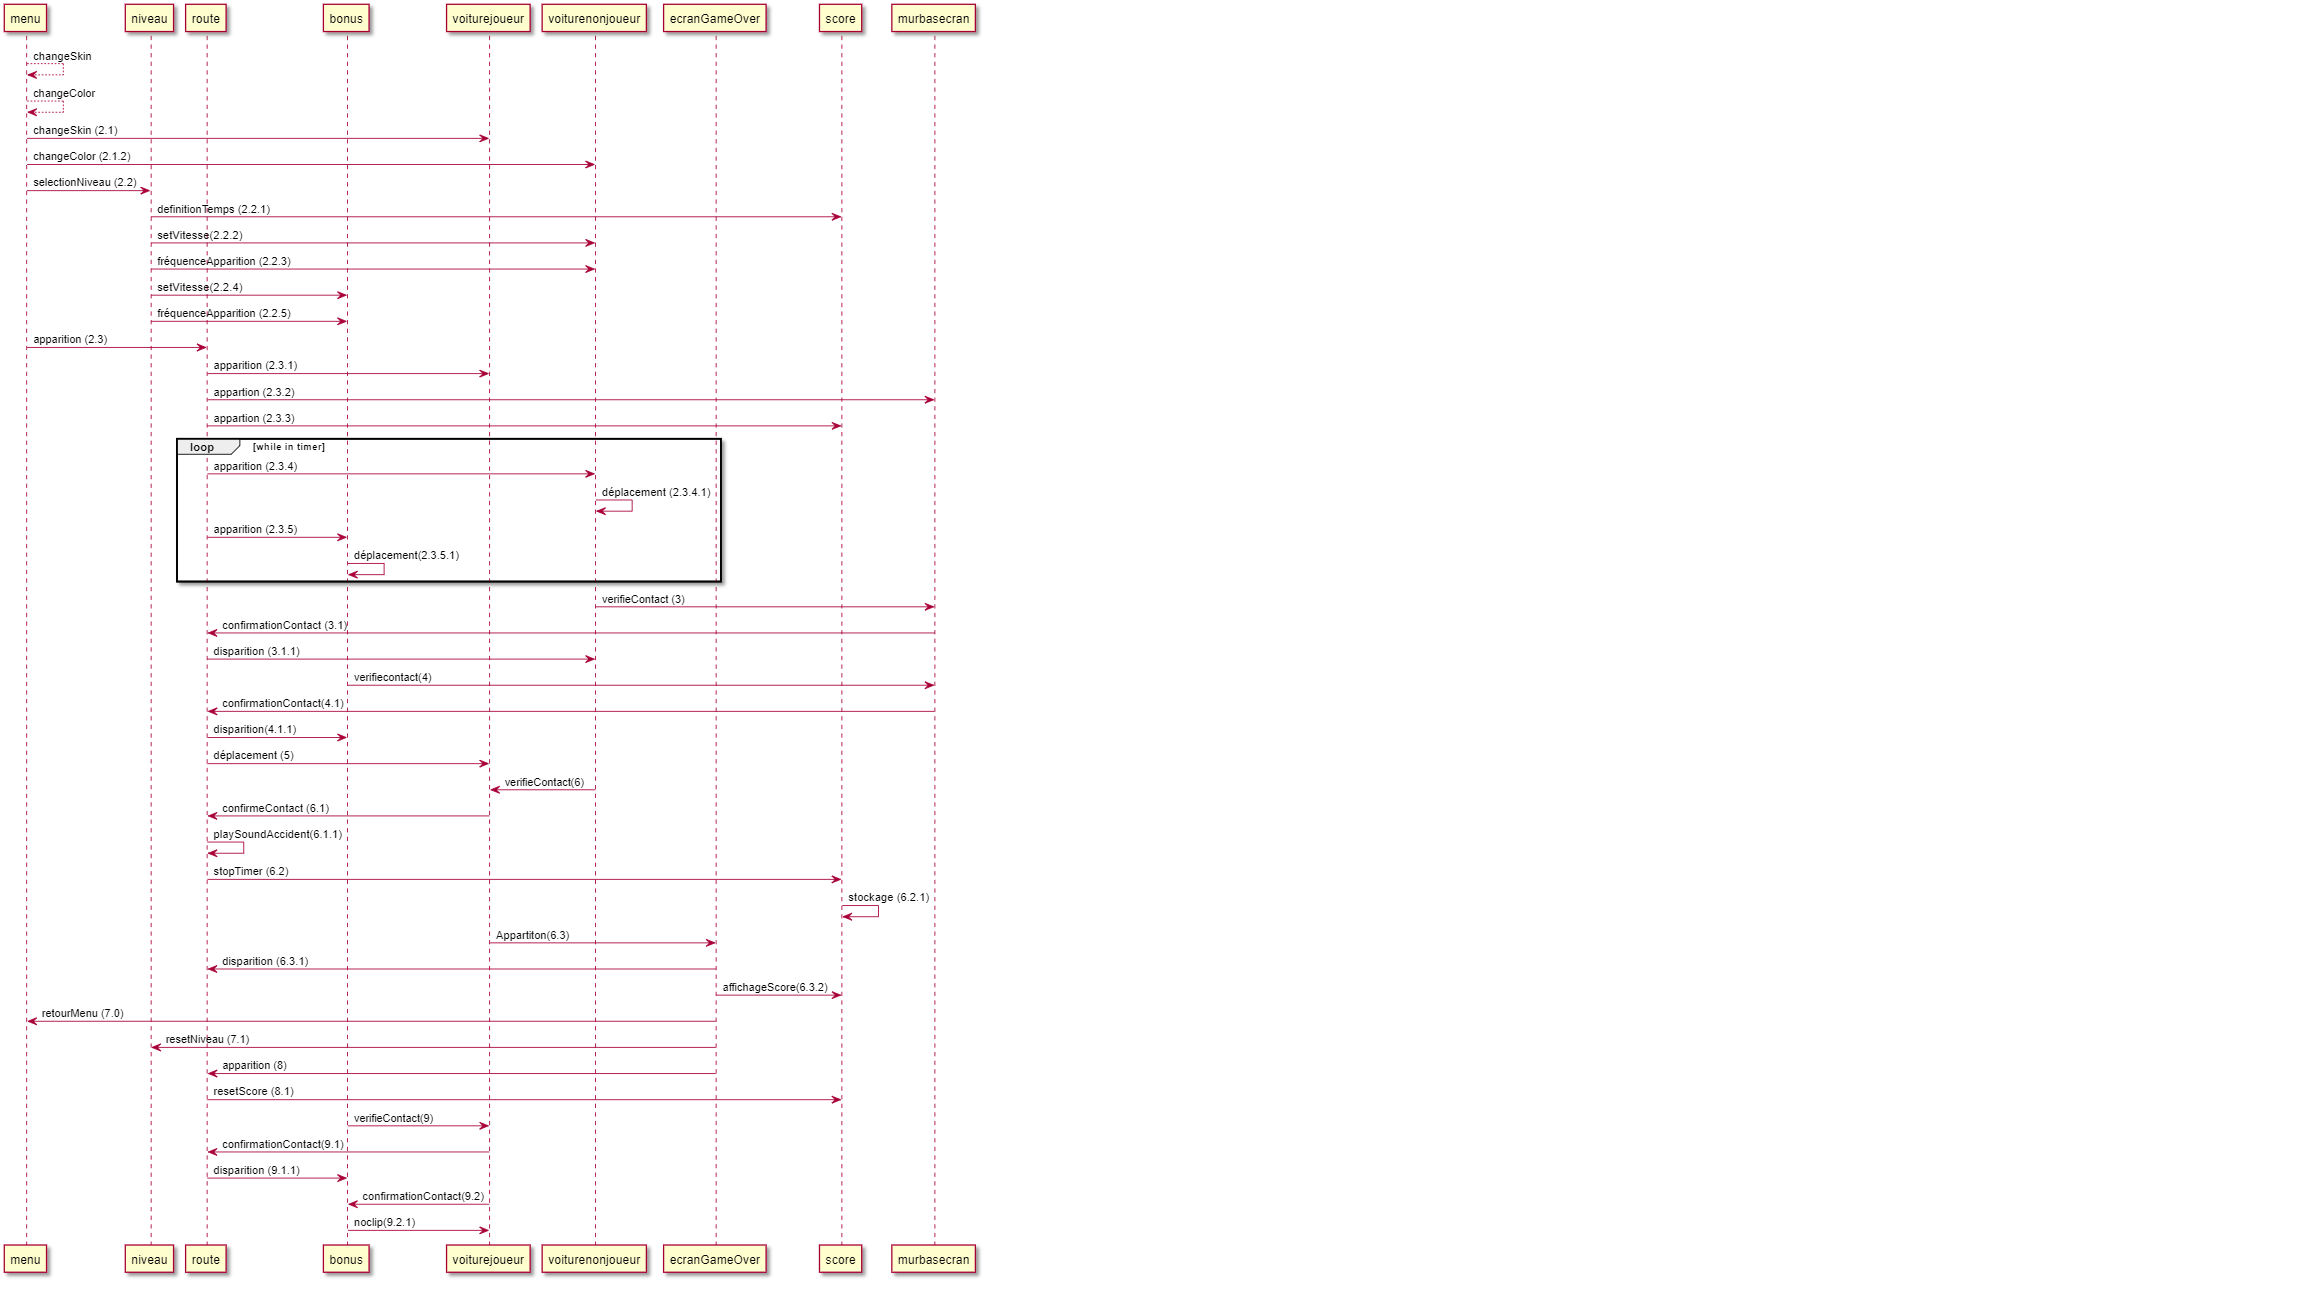 menu niveau route bonus voiturejoueur voiturenonjoueur ecranGameOver score murbasecran
changeSkin
changeColor
changeSkin (2.1)
changeColor (2.1.2)
selectionNiveau (2.2)
definitionTemps (2.2.1)
setVitesse(2.2.2)
fréquenceApparition (2.2.3)
setVitesse(2.2.4)
fréquenceApparition (2.2.5)
apparition (2.3)
apparition (2.3.1)
appartion (2.3.2)
appartion (2.3.3)
loop [while in timer]
apparition (2.3.4)
déplacement (2.3.4.1)
apparition (2.3.5)
déplacement(2.3.5.1)
verifieContact (3)
confirmationContact (3.1)
disparition (3.1.1)
verifiecontact(4)
confirmationContact(4.1)
disparition(4.1.1)
déplacement (5)
verifieContact(6)
confirmeContact (6.1)
playSoundAccident(6.1.1)
stopTimer (6.2)
stockage (6.2.1)
Appartiton(6.3)
disparition (6.3.1)
affichageScore(6.3.2)
retourMenu (7.0)
resetNiveau (7.1)
apparition (8)
resetScore (8.1)
verifieContact(9)
confirmationContact(9.1)
disparition (9.1.1)
confirmationContact(9.2)
noclip(9.2.1)
menu niveau route bonus voiturejoueur voiturenonjoueur ecranGameOver score murbasecran